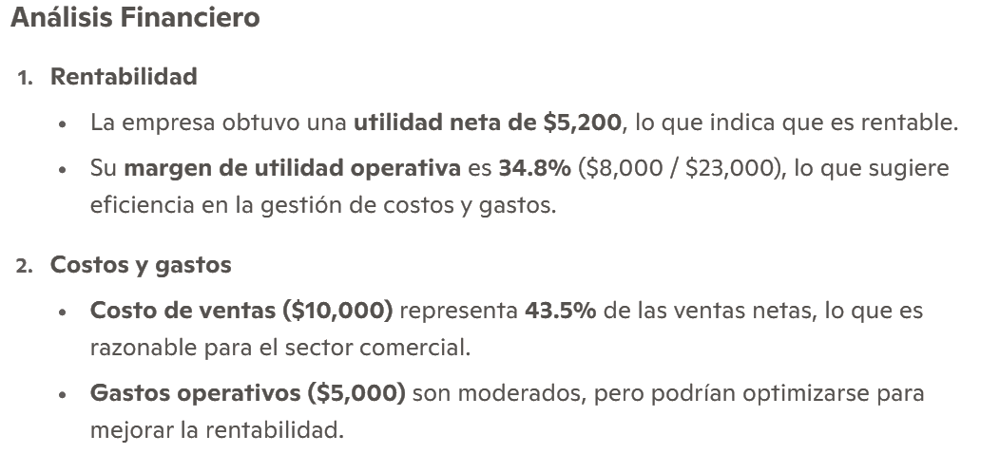 Análisis Financiero
1. Rentabilidad
• La empresa obtuvo una utilidad neta de $5,200, lo que indica que es rentable.
• Su margen de utilidad operativa es 34.8% ($8,000 / $23,000), lo que sugiere
eficiencia en la gestión de costos y gastos.
2. Costos y gastos
• Costo de ventas ($10,000) representa 43.5% de las ventas netas, lo que es
razonable para el sector comercial.
• Gastos operativos ($5,000) son moderados, pero podrían optimizarse para
mejorar la rentabilidad.